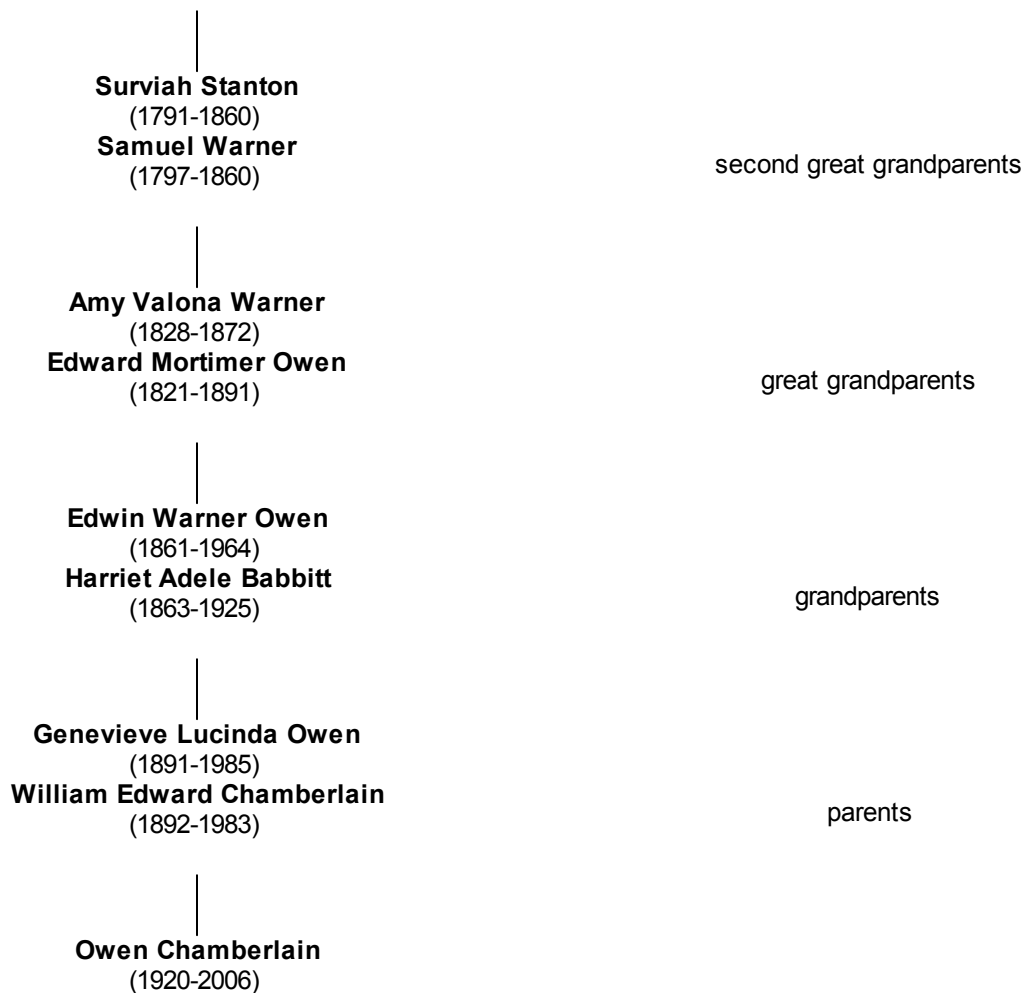 Surviah Stanton
(1791-1860)
Samuel Warner
(1797-1860)
second great grandparents
Amy Valona Warner
(1828-1872)
Edward Mortimer Owen
(1821-1891)
great grandparents
Edwin Warner Owen
(1861-1964)
Harriet Adele Babbitt
(1863-1925)
grandparents
Genevieve Lucinda Owen
(1891-1985)
William Edward Chamberlain
(1892-1983)
parents
Owen Chamberlain
(1920-2006)